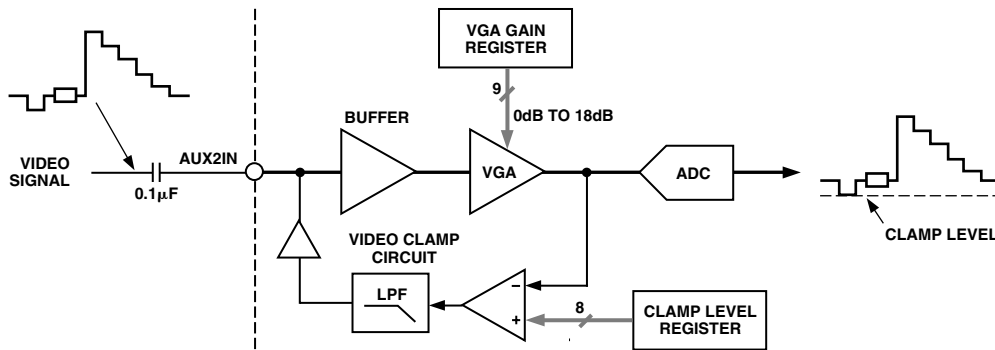 VGA GAIN
REGISTER
9
0dB TO 18dB
BUFFER
VIDEO
SIGNAL
AUX2IN
0.1µF
VGA
ADC
CLAMP LEVEL
VIDEO CLAMP
CIRCUIT
LPF
–
+
8
CLAMP LEVEL
REGISTER